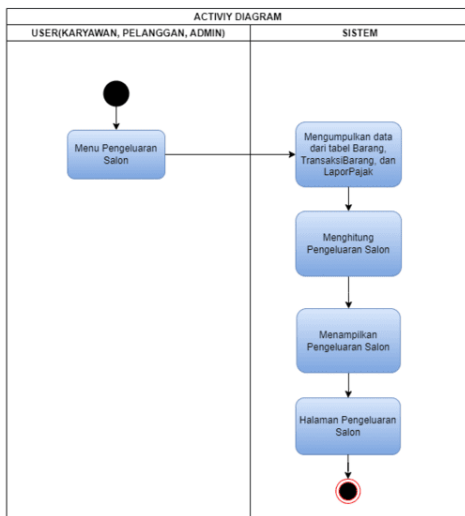 ACTIVIY DIAGRAM
USER(KARYAWAN, PELANGGAN, ADMIN)
SISTEM
Menu Pengeluaran
Salon
Mengumpulkan data
dari tabel Barang,
TransaksiBarang, dan
LaporPajak
Menghitung
Pengeluaran Salon
Menampilkan
Pengeluaran Salon
Halaman Pengeluaran
Salon